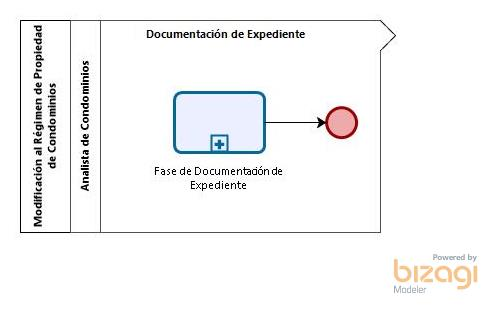 Documentación de Expediente
Modificación al Régimen de Propiedad
de Condominios
Analista de Condominios
Fase de Documentación de
Expediente
Powered by
bizagi
Modeler